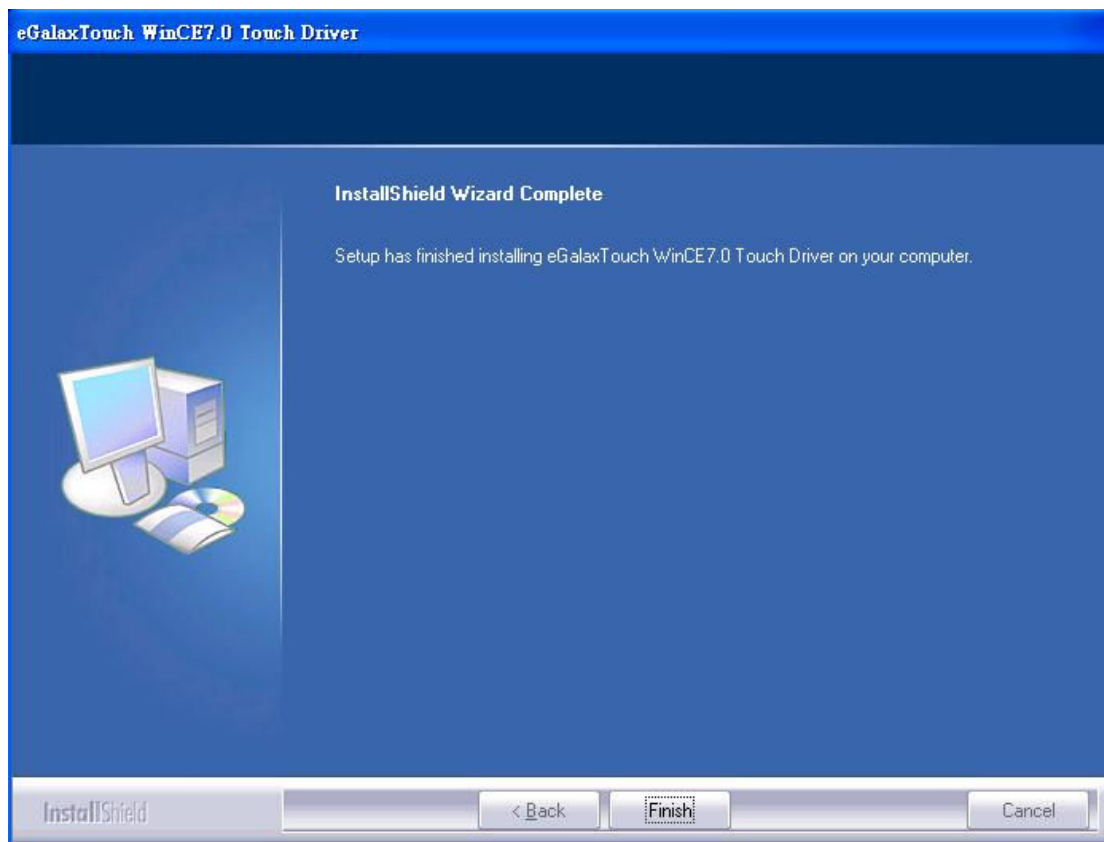 eGalaxTouch WinCE7.0 Touch Driver
InstallShield Wizard Complete
Setup has finished installing eGalaxTouch WinCE7.0 Touch Driver on your computer.
InstallShield
< Back
Finish
Cancel